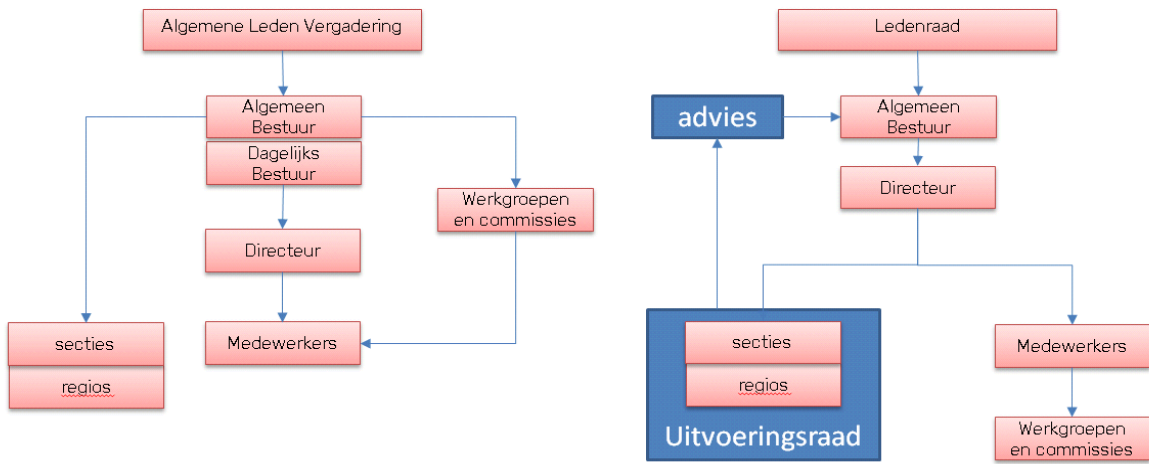 Algemene Leden Vergadering
Algemeen
Bestuur
Dagelijks
Bestuur
Werkgroepen
en commissies
Directeur
secties
regios
Medewerkers
Ledenraad
advies
Algemeen
Bestuur
Directeur
secties
regios
Uitvoeringsraad
Medewerkers
Werkgroepen
en commissies